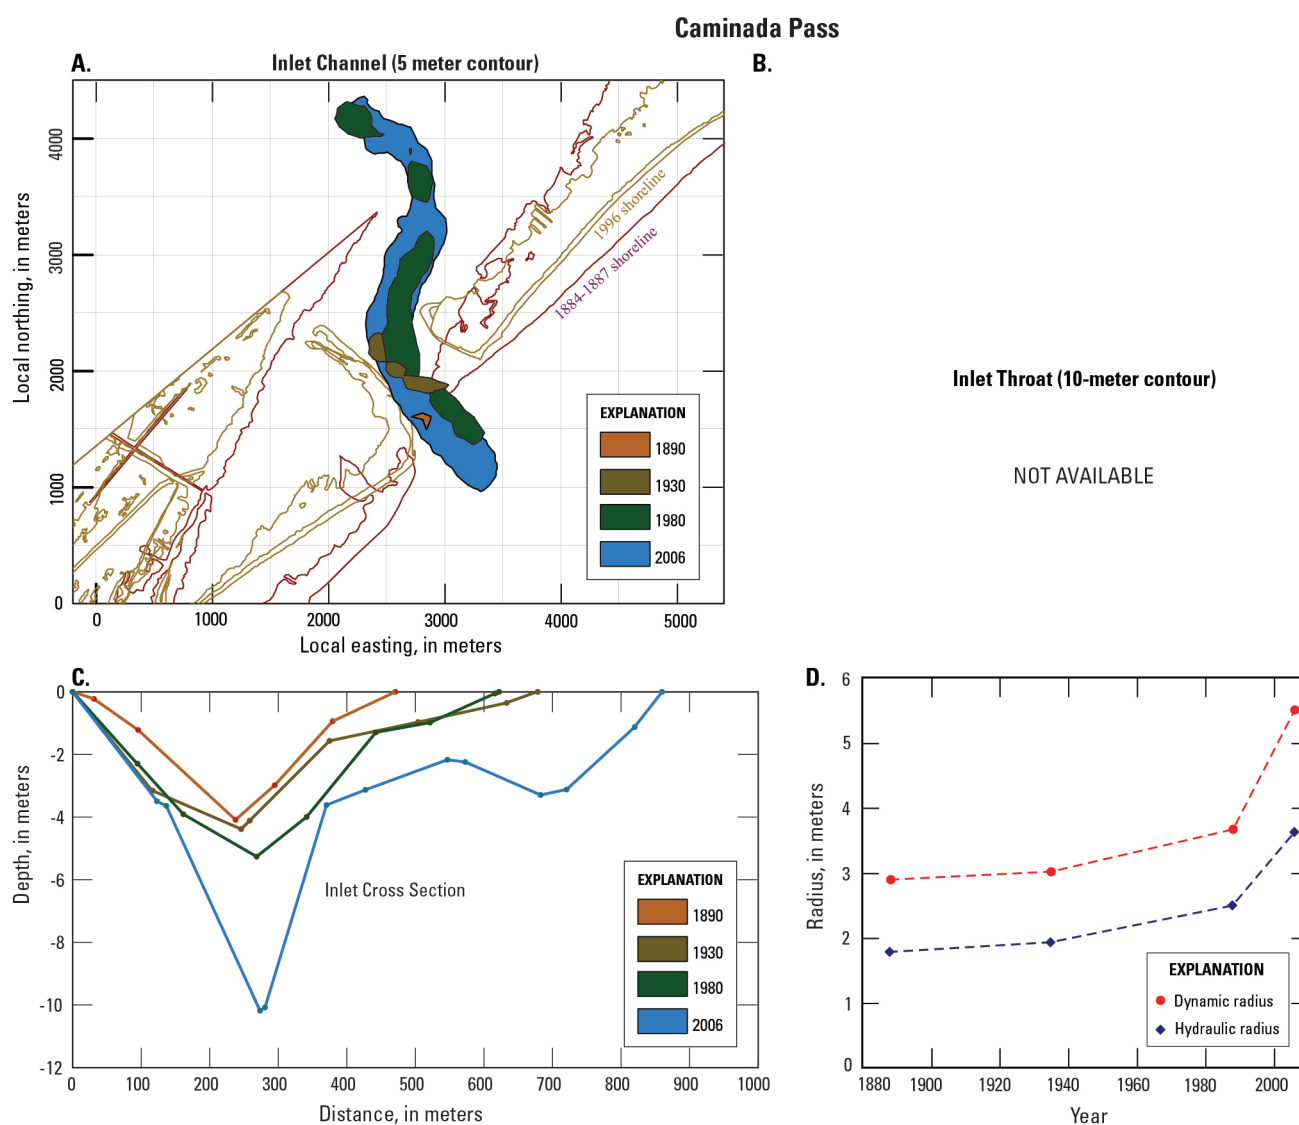 Caminada Pass
A.
Inlet Channel (5 meter contour)
B.
4000
3000
2000
1000
0
Local northing, in meters
1996 shoreline
1884-1887 shoreline
EXPLANATION
1890
1930
1980
2006
0
1000
2000
3000
4000
5000
Local easting, in meters
Inlet Throat (10-meter contour)
NOT AVAILABLE
C.
0
-2
-4
-6
-8
-10
-12
Depth, in meters
Inlet Cross Section
EXPLANATION
1890
1930
1980
2006
0
100
200
300
400
500
600
700
800
900
1000
Distance, in meters
D.
6
5
4
3
2
1
0
Radius, in meters
EXPLANATION
Dynamic radius
Hydraulic radius
1880
1900
1920
1940
1960
1980
2000
Year